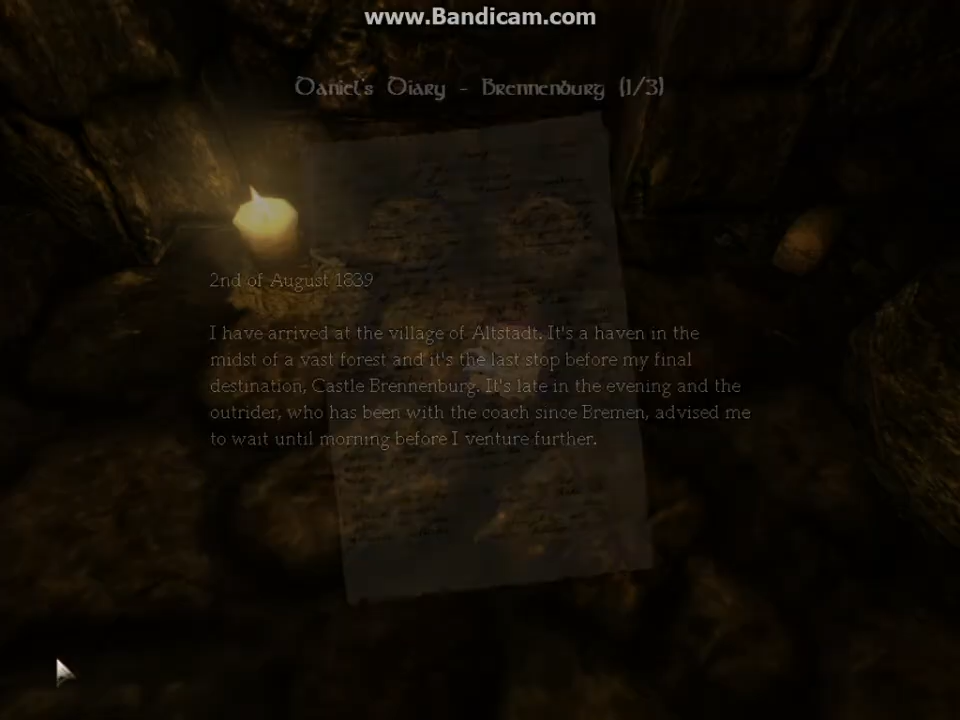 www.Bandicam.com
Daniel's Diary - Brennenburg (1/3)
2nd of August 1839
I have arrived at the village of Altstadt. It's a haven in the
midst of a vast forest and it's the last stop before my final
destination, Castle Brennenburg. It's late in the evening and the
outrider, who has been with the coach since Bremen, advised me
to wait until morning before I venture further.